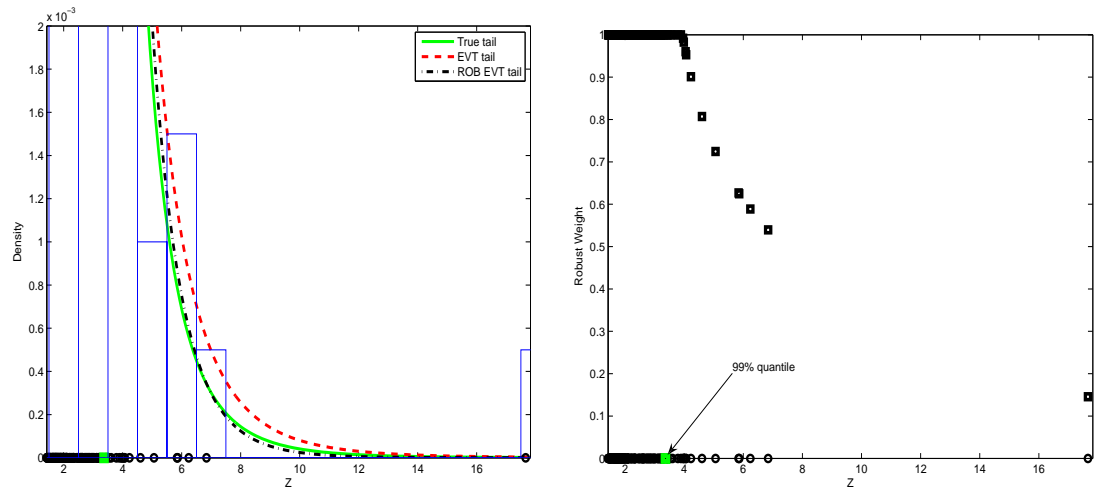 x 10⁻³
2
1.8
1.6
1.4
1.2
1
0.8
0.6
0.4
0.2
0
Density
2 4 6 8 10 12 14 16
Z
True tail
EVT tail
ROB EVT tail
1
0.9
0.8
0.7
0.6
0.5
0.4
0.3
0.2
0.1
0
Robust Weight
99% quantile
2 4 6 8 10 12 14 16
Z